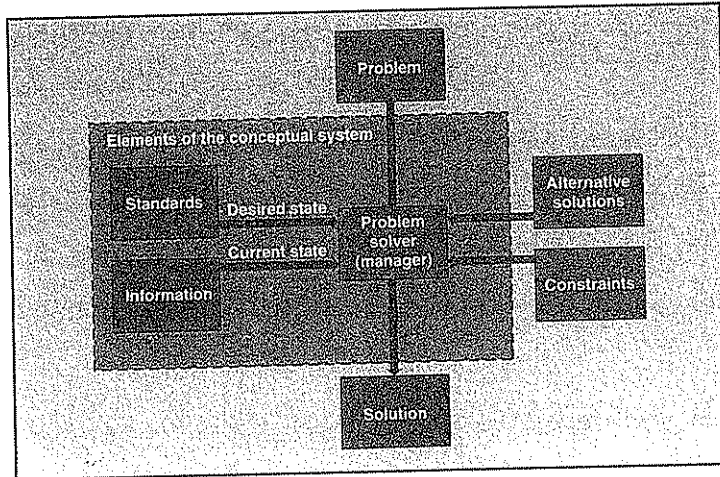 Problem
Elements of the conceptual system
Standards
Desired state
Problem
solver
(manager)
Alternative
solutions
Current state
Information
Constraints
Solution